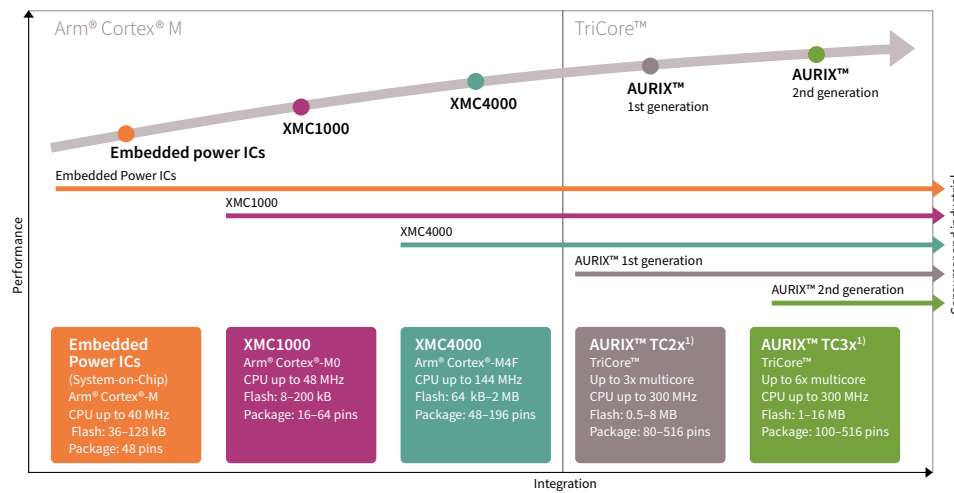 Arm® Cortex® M
TriCore™
AURIX™
2nd generation
AURIX™
1st generation
XMC4000
XMC1000
Embedded power ICs
Embedded Power ICs
XMC1000
XMC4000
AURIX™ 1st generation
AURIX™ 2nd generation
Performance
Embedded
Power ICs
(System-on-Chip)
Arm® Cortex®-M
CPU up to 40 MHz
Flash: 36–128 kB
Package: 48 pins
XMC1000
Arm® Cortex®-M0
CPU up to 48 MHz
Flash: 8–200 kB
Package: 16–64 pins
XMC4000
Arm® Cortex®-M4F
CPU up to 144 MHz
Flash: 64 kB–2 MB
Package: 48–196 pins
AURIX™ TC2x¹⁾
TriCore™
Up to 3x multicore
CPU up to 300 MHz
Flash: 0.5–8 MB
Package: 80–516 pins
AURIX™ TC3x¹⁾
TriCore™
Up to 6x multicore
CPU up to 300 MHz
Flash: 1–16 MB
Package: 100–516 pins
Integration